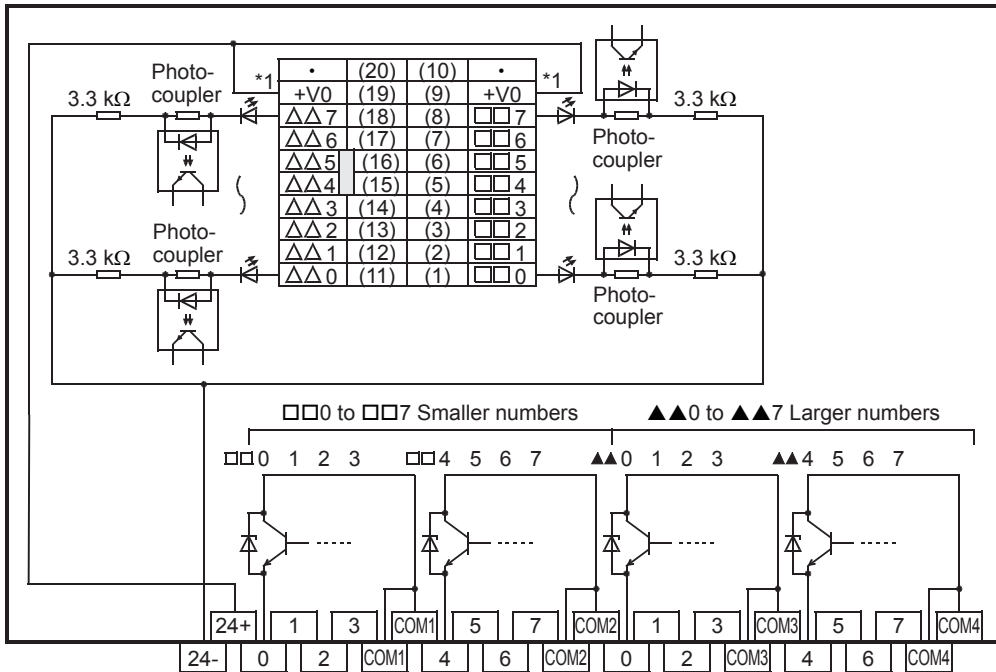 Photo-
coupler
3.3 kΩ
*1
• (20) (10) •
+V0 (19) (9) +V0
△△7 (18) (8) □□7
△△6 (17) (7) □□6
△△5 (16) (6) □□5
△△4 (15) (5) □□4
△△3 (14) (4) □□3
△△2 (13) (3) □□2
△△1 (12) (2) □□1
△△0 (11) (1) □□0
*1
Photo-
coupler
3.3 kΩ
Photo-
coupler
3.3 kΩ
Photo-
coupler
3.3 kΩ
□□0 to □□7 Smaller numbers ▲▲0 to ▲▲7 Larger numbers
□□0 1 2 3 □□4 5 6 7 ▲▲0 1 2 3 ▲▲4 5 6 7
24+ 1 3 COM1 5 7 COM2 1 3 COM3 5 7 COM4
24- 0 2 COM1 4 6 COM2 0 2 COM3 4 6 COM4